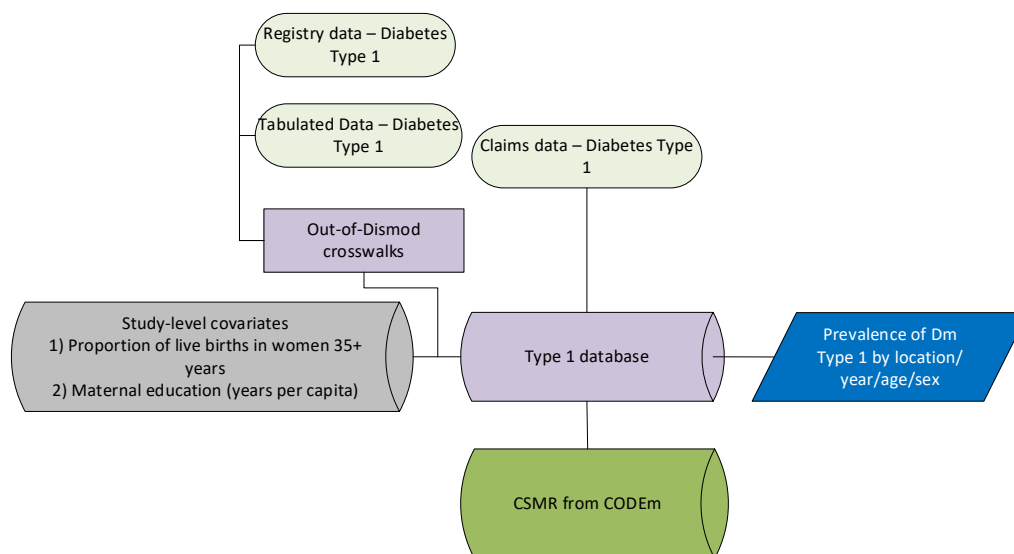 Registry data – Diabetes
Type 1
Tabulated Data – Diabetes
Type 1
Claims data – Diabetes Type
1
Out-of-Dismod
crosswalks
Study-level covariates
1) Proportion of live births in women 35+
years
2) Maternal education (years per capita)
Type 1 database
Prevalence of Dm
Type 1 by location/
year/age/sex
CSMR from CODEm